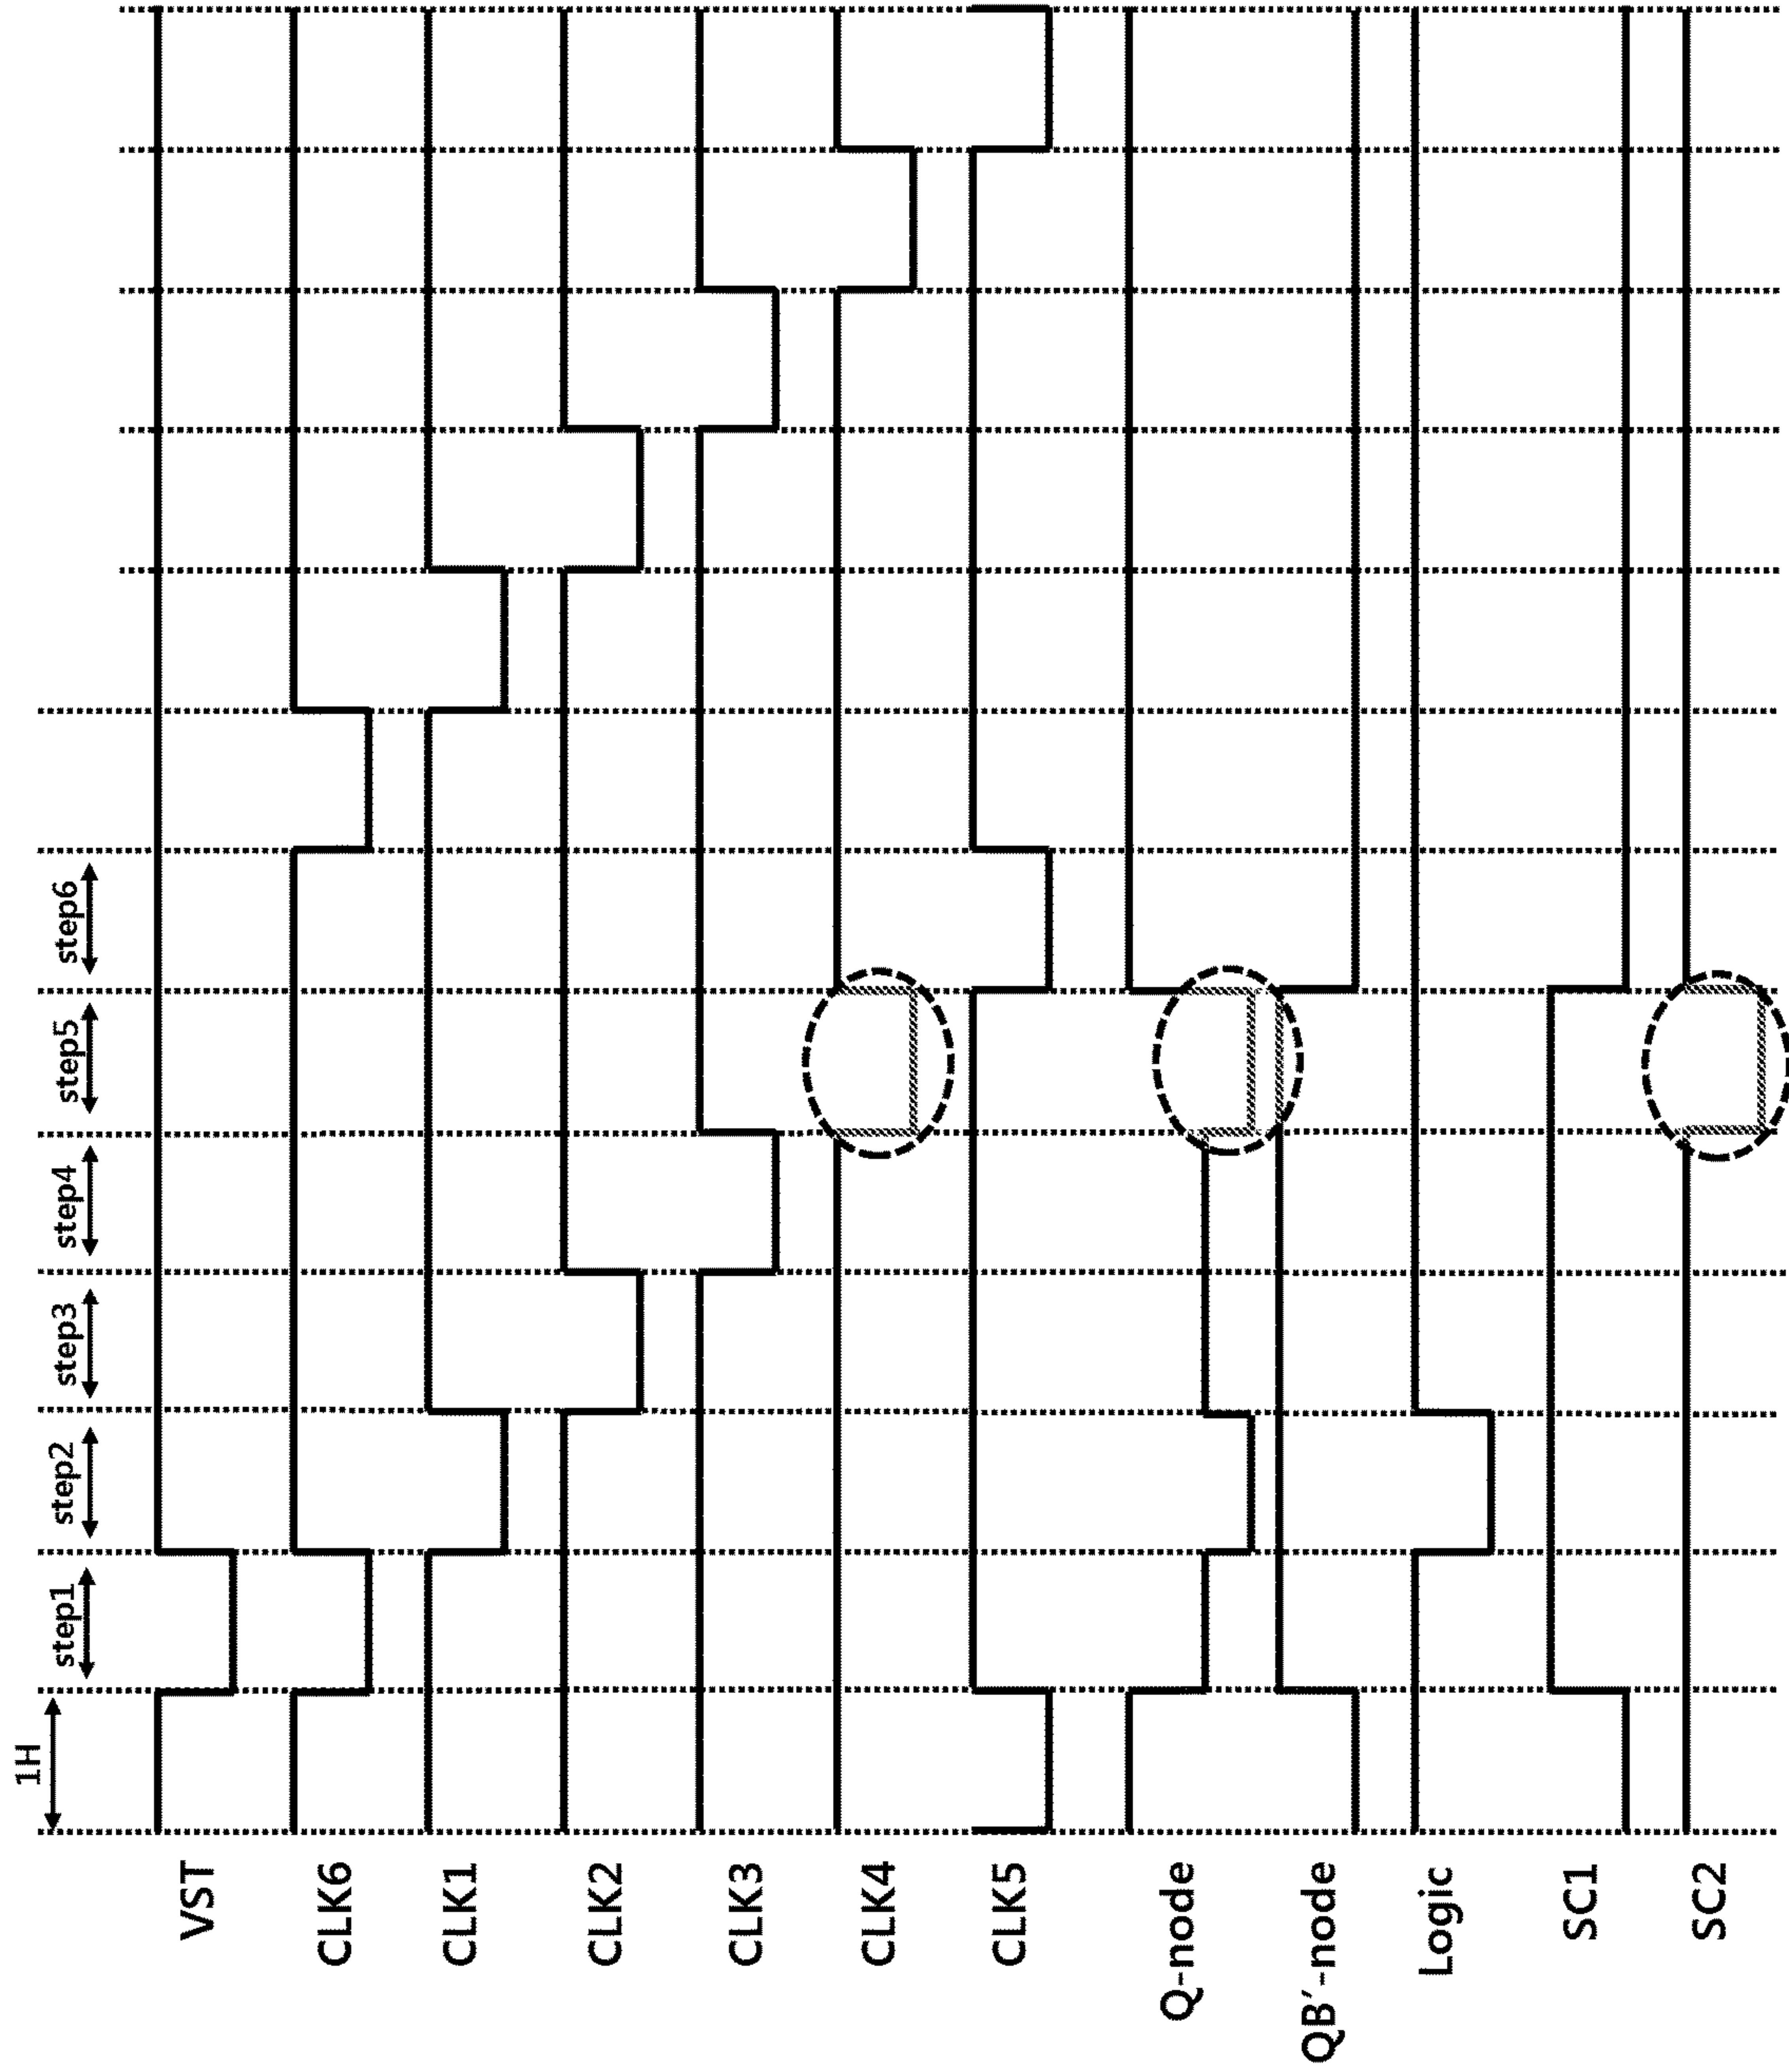 1H
step1
step2
step3
step4
step5
step6
VST
CLK6
CLK1
CLK2
CLK3
CLK4
CLK5
Q-node
QB′-node
Logic
SC1
SC2